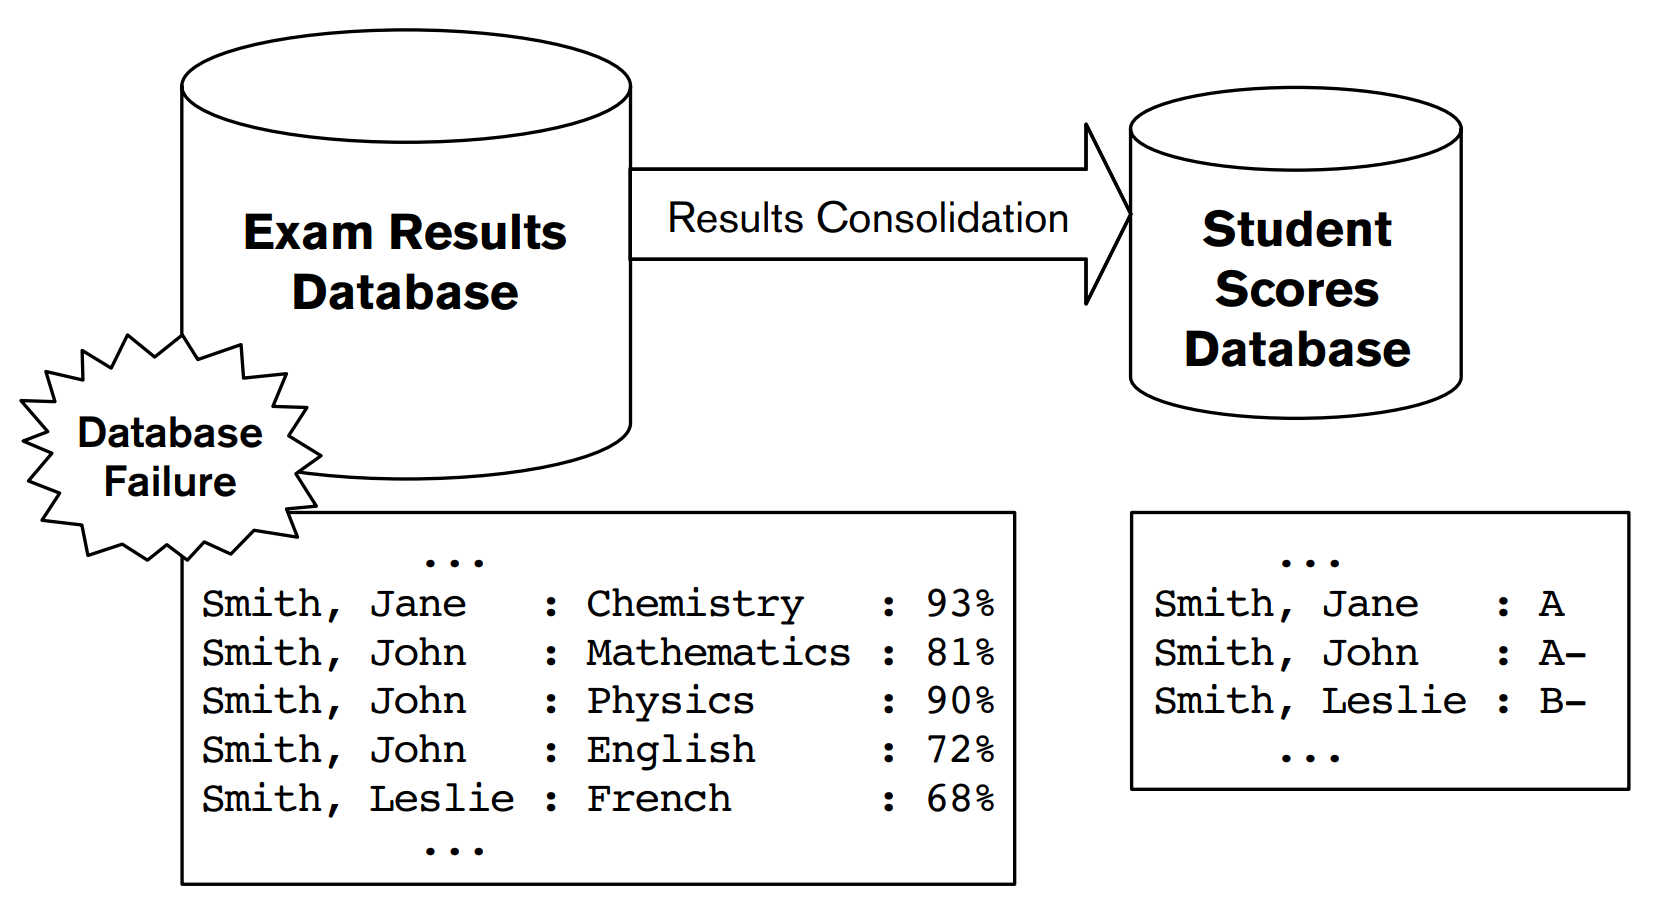 Exam Results
Database
Results Consolidation
Student
Scores
Database
Database
Failure
...
Smith, Jane   : Chemistry   : 93%
Smith, John   : Mathematics : 81%
Smith, John   : Physics     : 90%
Smith, John   : English     : 72%
Smith, Leslie : French      : 68%
...
...
Smith, Jane   : A
Smith, John   : A-
Smith, Leslie : B-
...